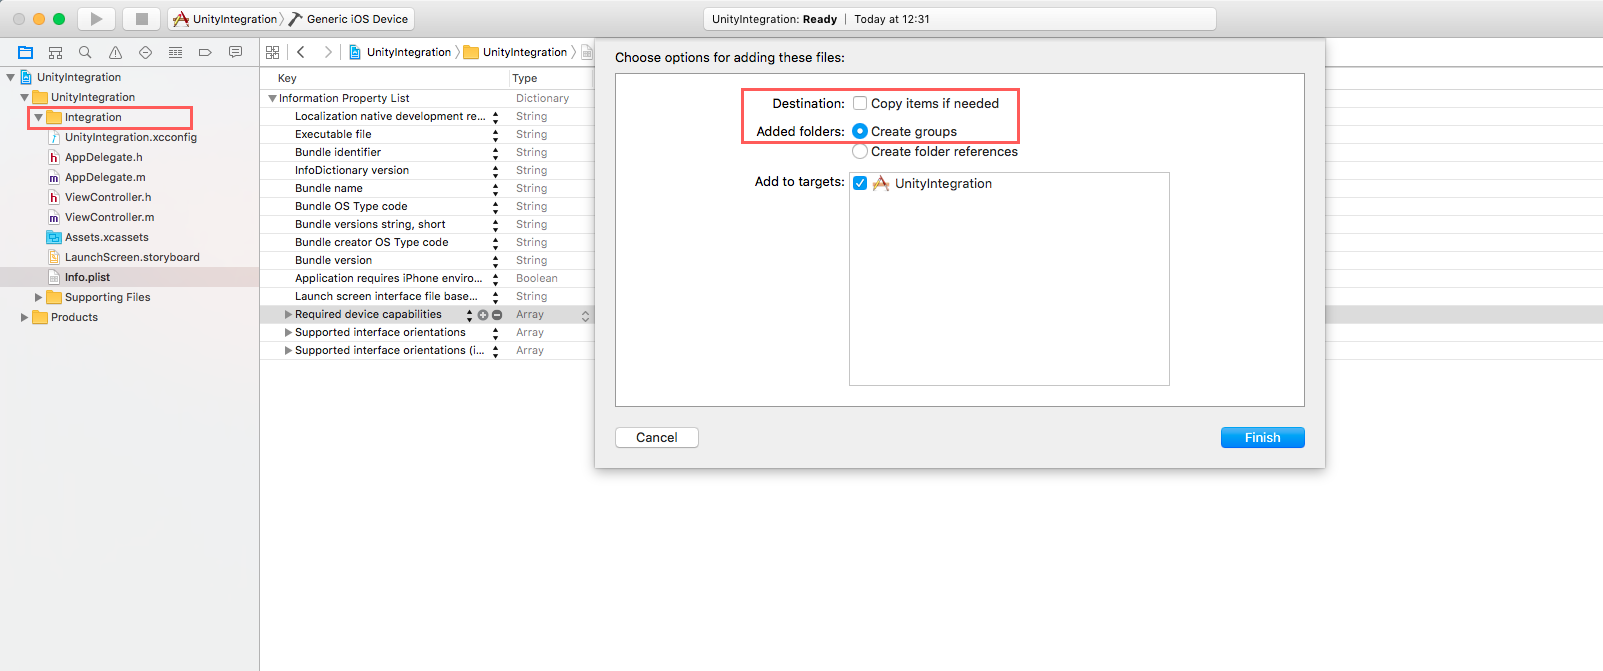 UnityIntegration Generic iOS Device
UnityIntegration: Ready | Today at 12:31
UnityIntegration UnityIntegration
UnityIntegration
UnityIntegration
Integration
UnityIntegration.xcconfig
AppDelegate.h
AppDelegate.m
ViewController.h
ViewController.m
Assets.xcassets
LaunchScreen.storyboard
Info.plist
Supporting Files
Products
Key Type
Information Property List Dictionary
Localization native development re... String
Executable file String
Bundle identifier String
InfoDictionary version String
Bundle name String
Bundle OS Type code String
Bundle versions string, short String
Bundle creator OS Type code String
Bundle version String
Application requires iPhone enviro... Boolean
Launch screen interface file base... String
Required device capabilities Array
Supported interface orientations Array
Supported interface orientations (i... Array
Choose options for adding these files:
Destination: Copy items if needed
Added folders: Create groups
Create folder references
Add to targets: UnityIntegration
Cancel Finish